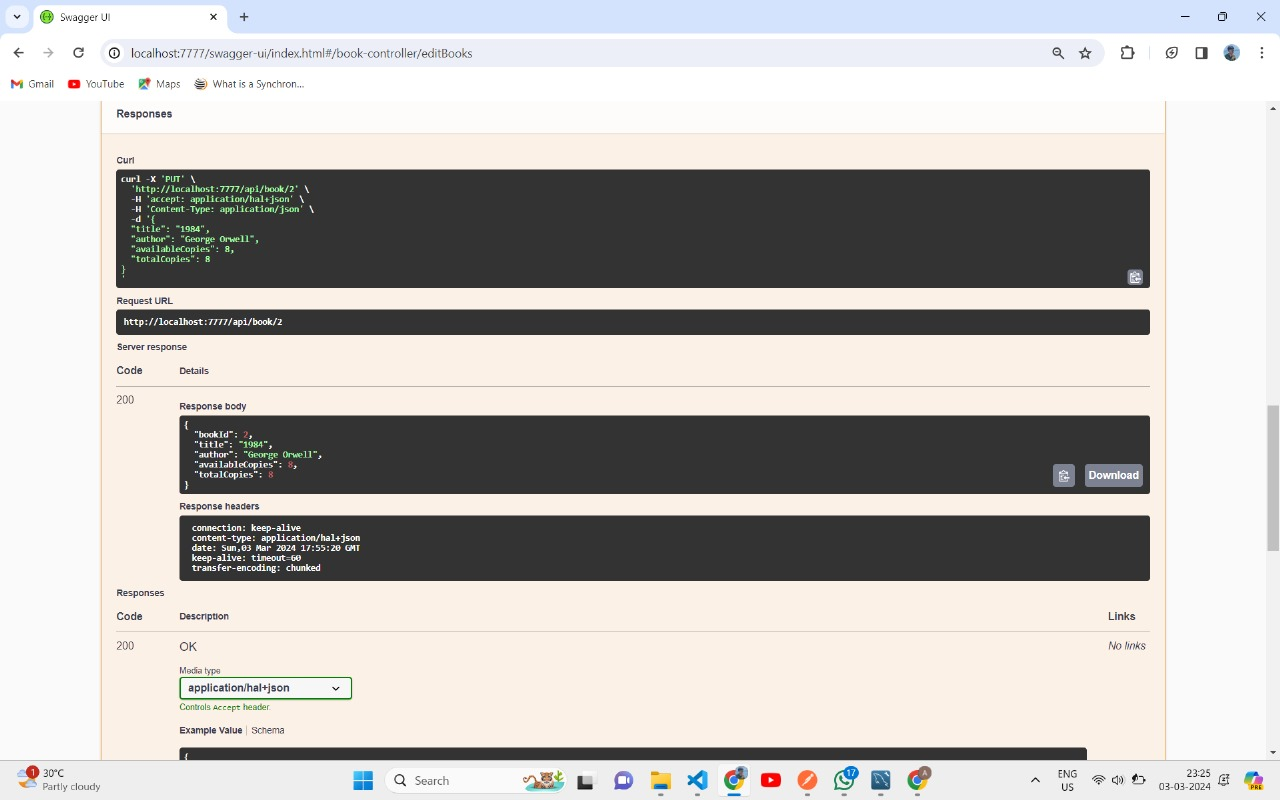 Swagger UI
localhost:7777/swagger-ui/index.html#/book-controller/editBooks
Gmail YouTube Maps What is a Synchron...
Responses
Curl
curl -X 'PUT' \
'http://localhost:7777/api/book/2' \
-H 'accept: application/hal+json' \
-H 'Content-Type: application/json' \
-d '{
"title": "1984",
"author": "George Orwell",
"availableCopies": 8,
"totalCopies": 8
}
'
Request URL
http://localhost:7777/api/book/2
Server response
Code Details
200
Response body
{
"bookId": 2,
"title": "1984",
"author": "George Orwell",
"availableCopies": 8,
"totalCopies": 8
}
Download
Response headers
connection: keep-alive
content-type: application/hal+json
date: Sun,03 Mar 2024 17:55:20 GMT
keep-alive: timeout=60
transfer-encoding: chunked
Responses
Code Description Links
200 OK No links
Media type
application/hal+json
Controls Accept header.
Example Value | Schema
{
1 30°C
Partly cloudy
Search
17
A
ENG
US
23:25
03-03-2024
PRE